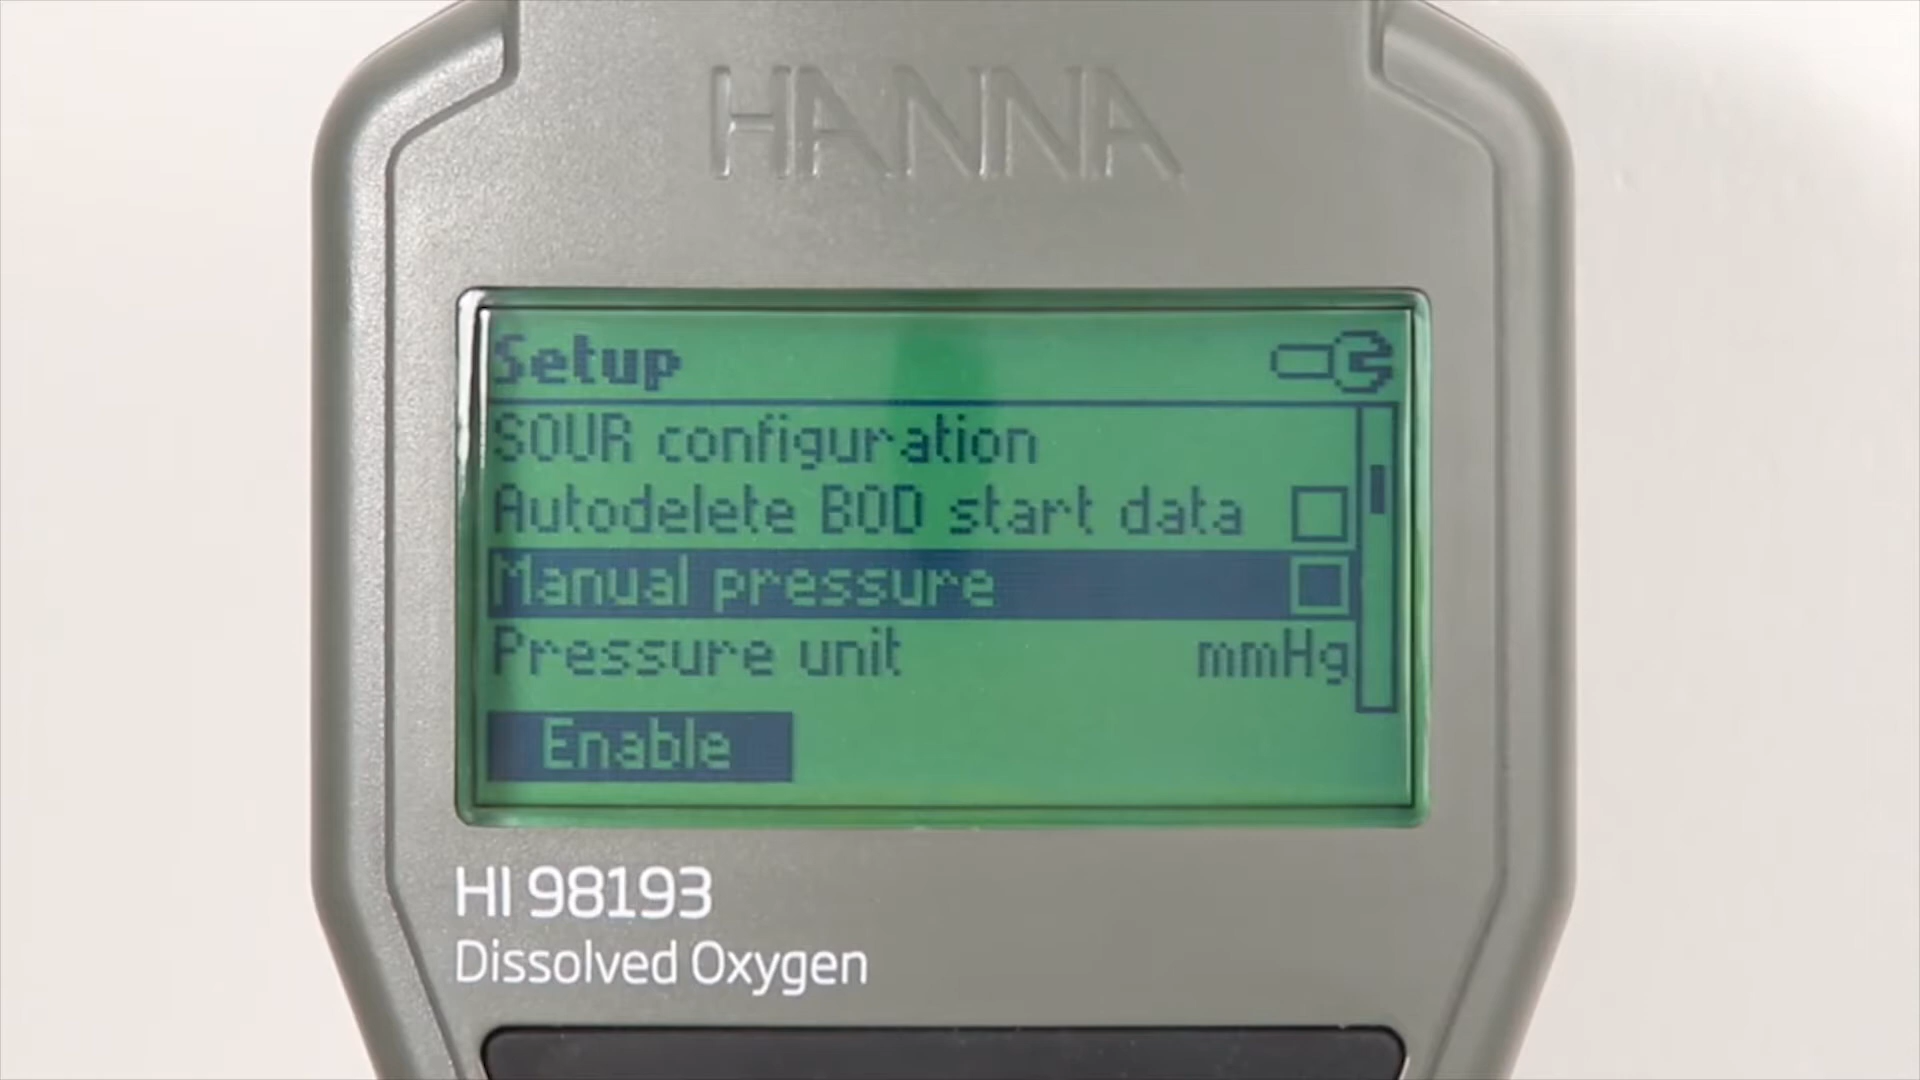 HANNA
Setup
SOUR configuration
Autodelete BOD start data
Manual pressure
Pressure unit mmHg
Enable
HI 98193
Dissolved Oxygen